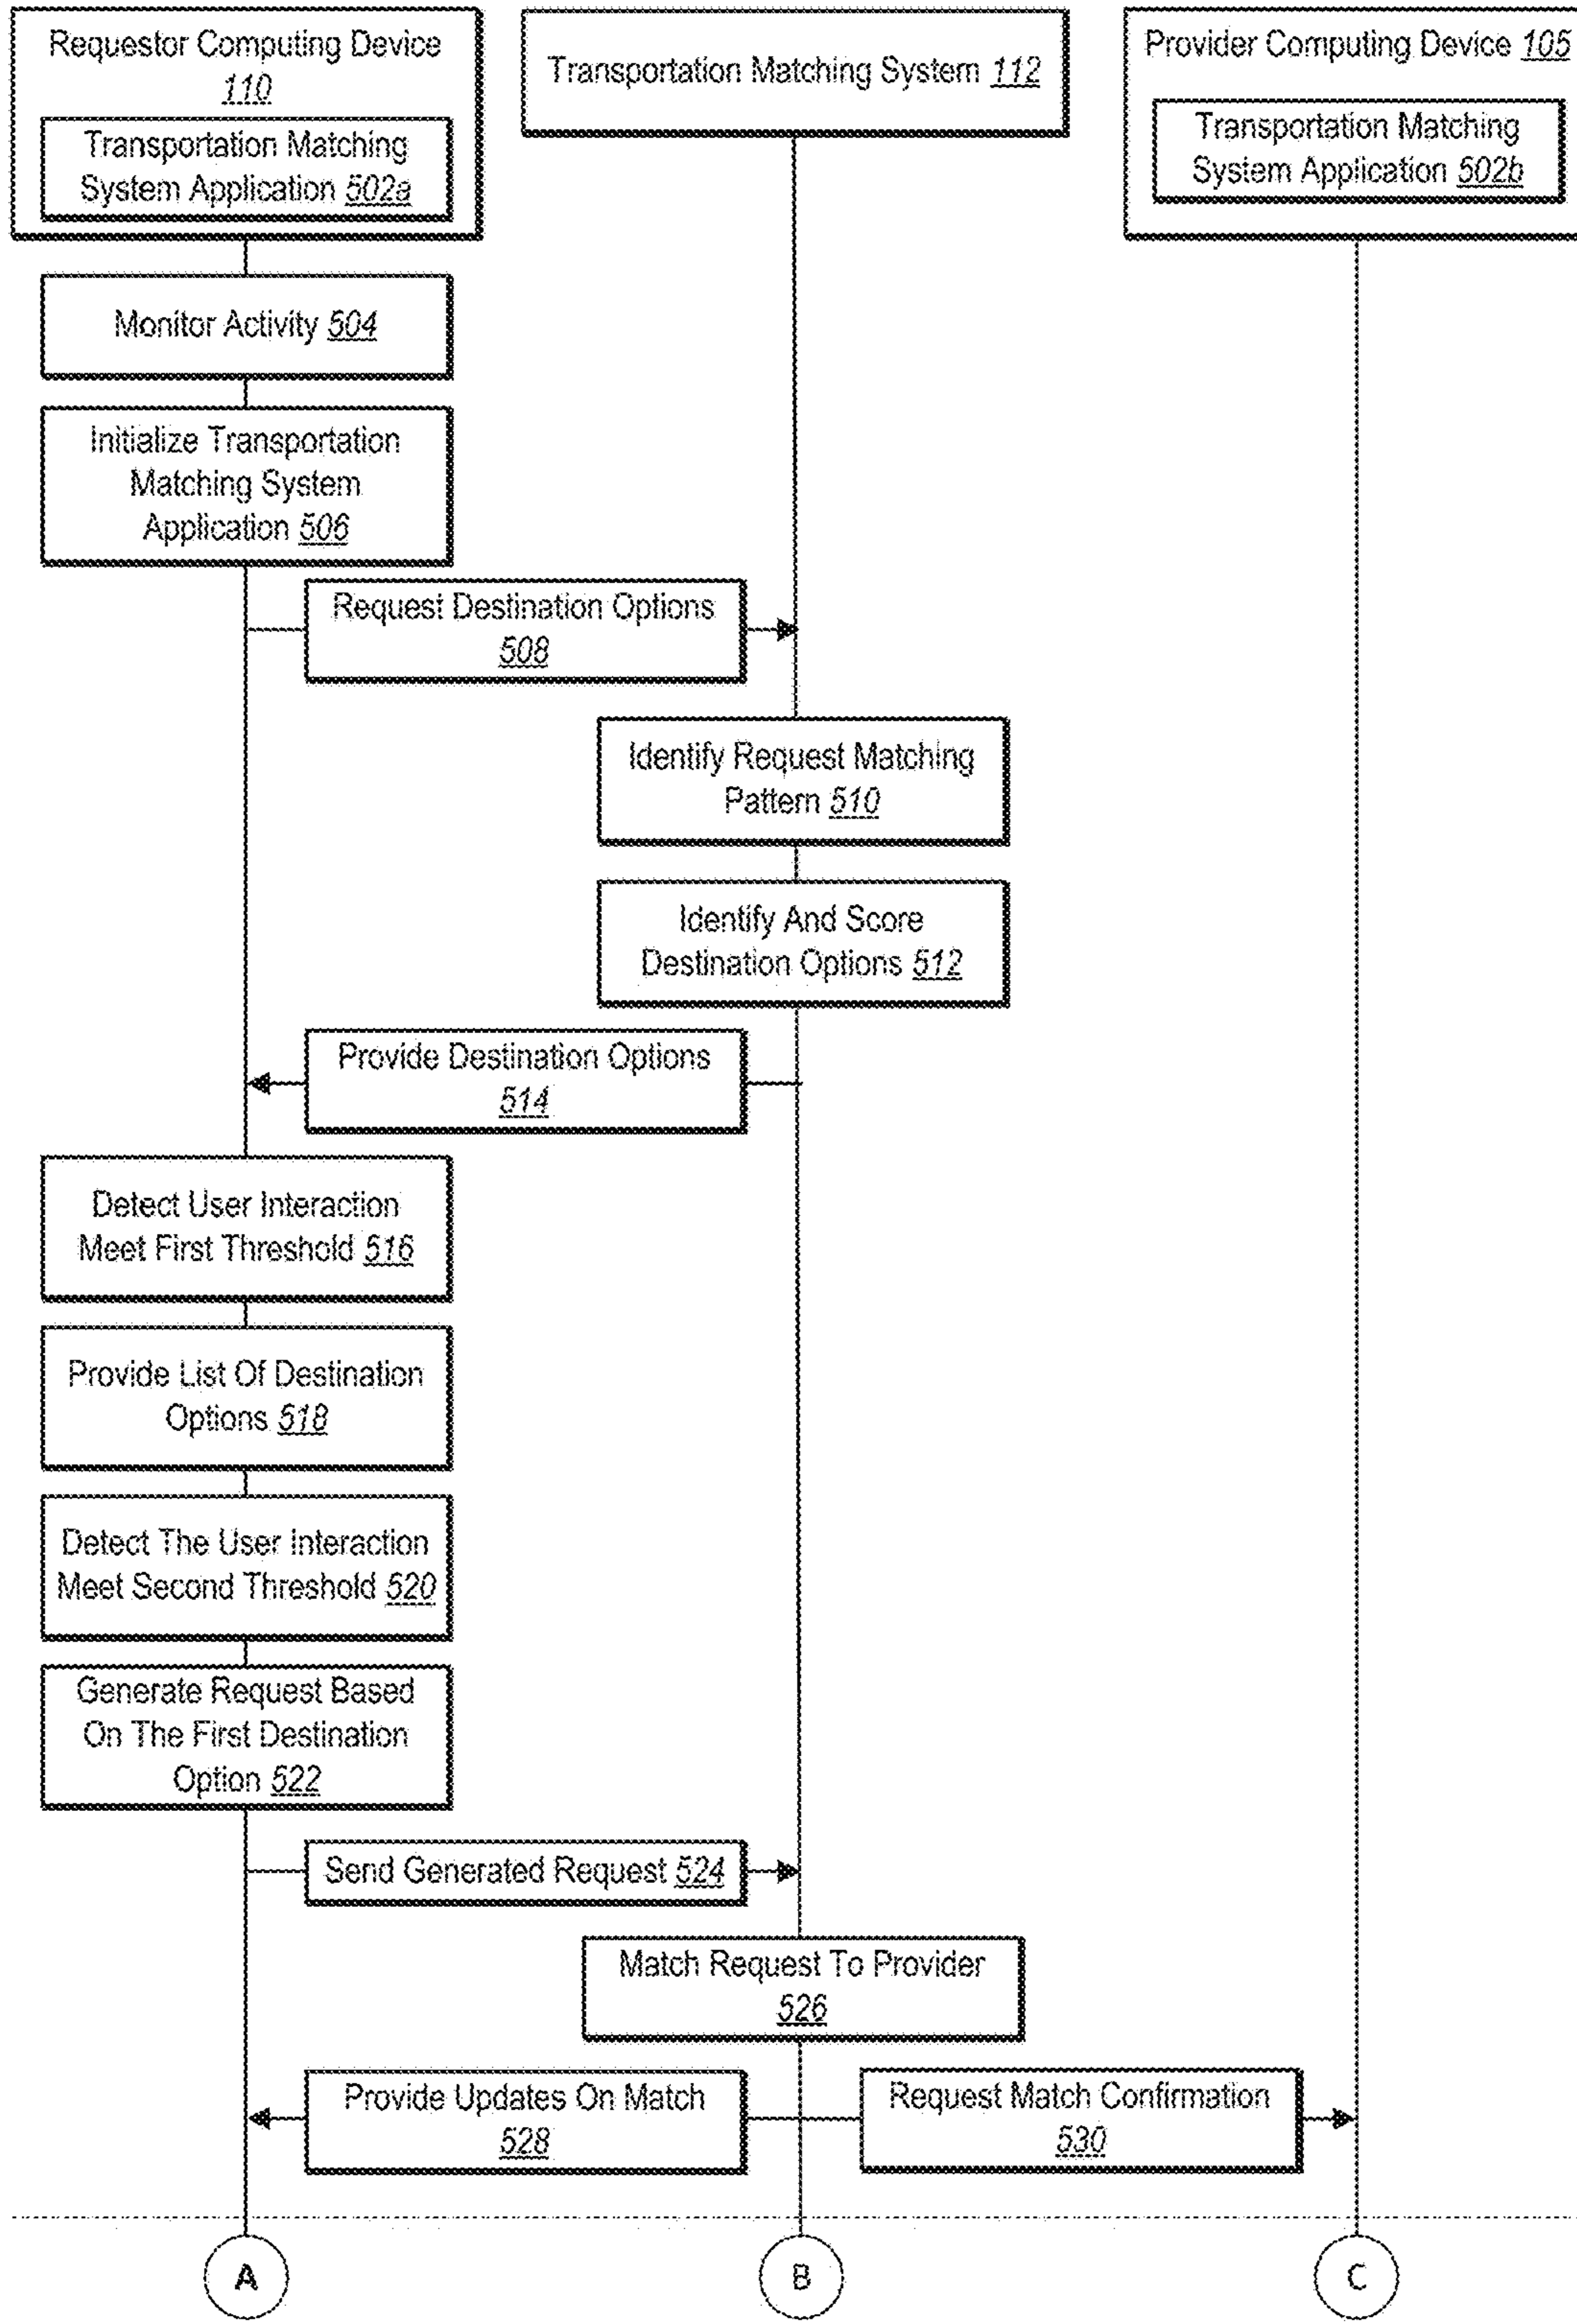 Requestor Computing Device
110
Transportation Matching
System Application 502a
Transportation Matching System 112
Provider Computing Device 105
Transportation Matching
System Application 502b
Monitor Activity 504
Initialize Transportation
Matching System
Application 506
Request Destination Options
508
Identify Request Matching
Pattern 510
Identify And Score
Destination Options 512
Provide Destination Options
514
Detect User Interaction
Meet First Threshold 516
Provide List Of Destination
Options 518
Detect The User Interaction
Meet Second Threshold 520
Generate Request Based
On The First Destination
Option 522
Send Generated Request 524
Match Request To Provider
526
Provide Updates On Match
528
Request Match Confirmation
530
A
B
C